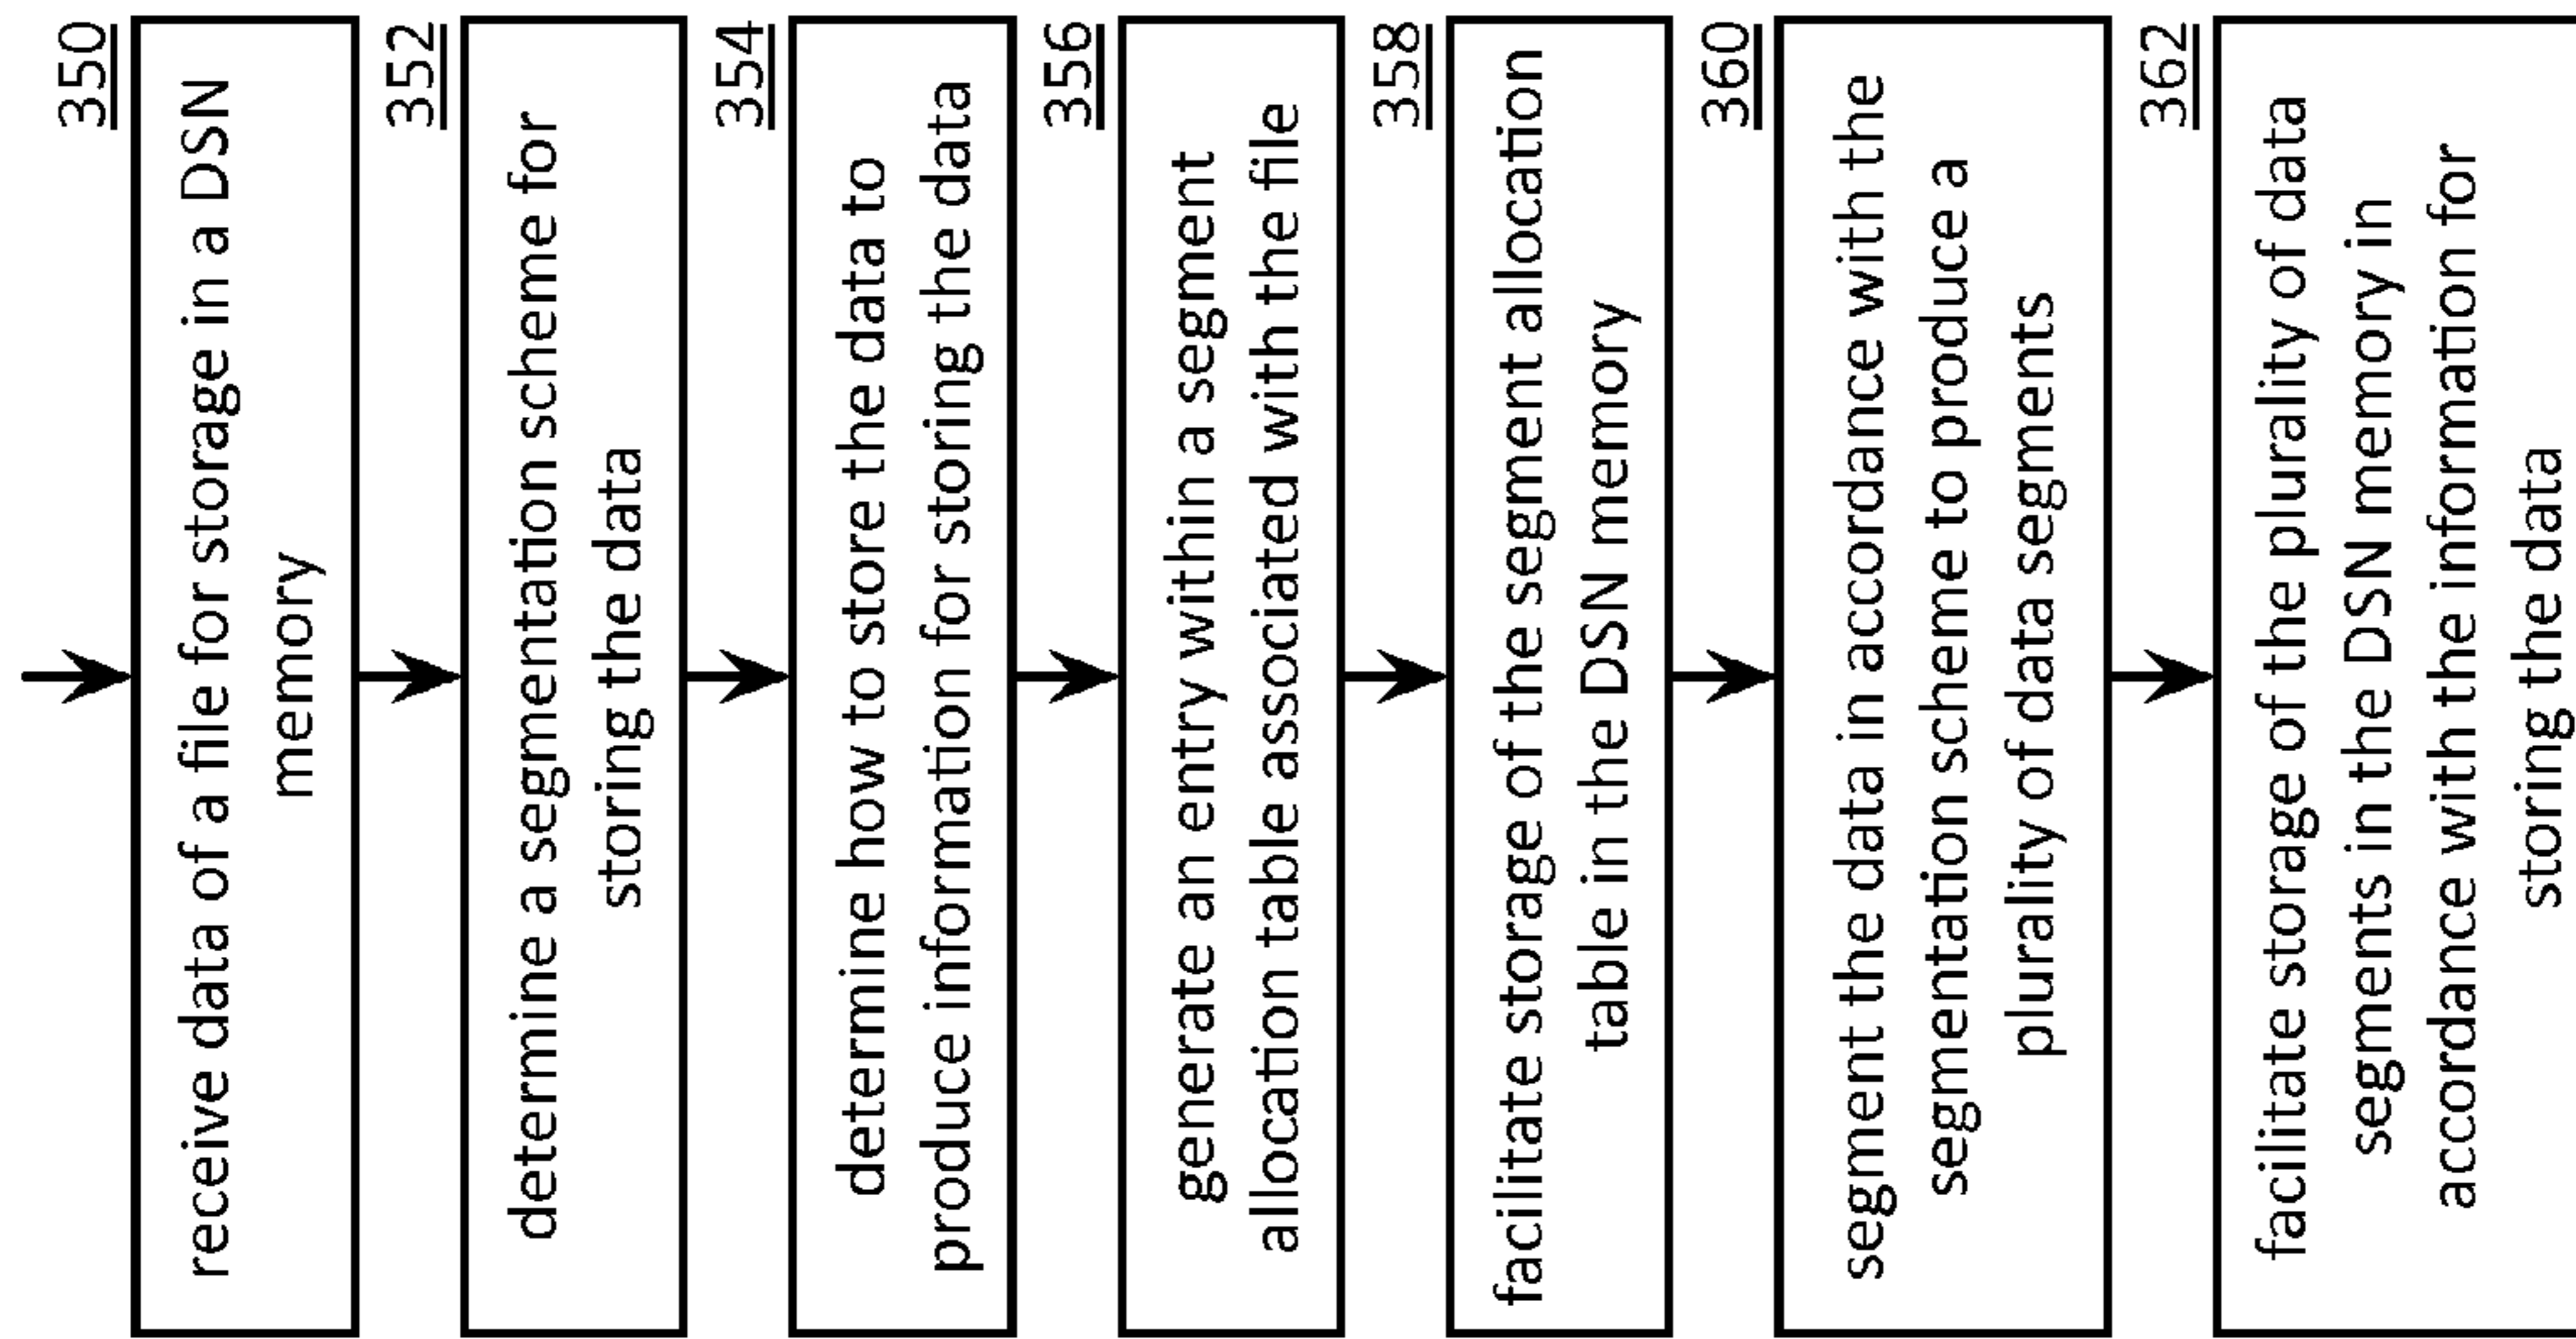 350
receive data of a file for storage in a DSN
memory
352
determine a segmentation scheme for
storing the data
354
determine how to store the data to
produce information for storing the data
356
generate an entry within a segment
allocation table associated with the file
358
facilitate storage of the segment allocation
table in the DSN memory
360
segment the data in accordance with the
segmentation scheme to produce a
plurality of data segments
362
facilitate storage of the plurality of data
segments in the DSN memory in
accordance with the information for
storing the data